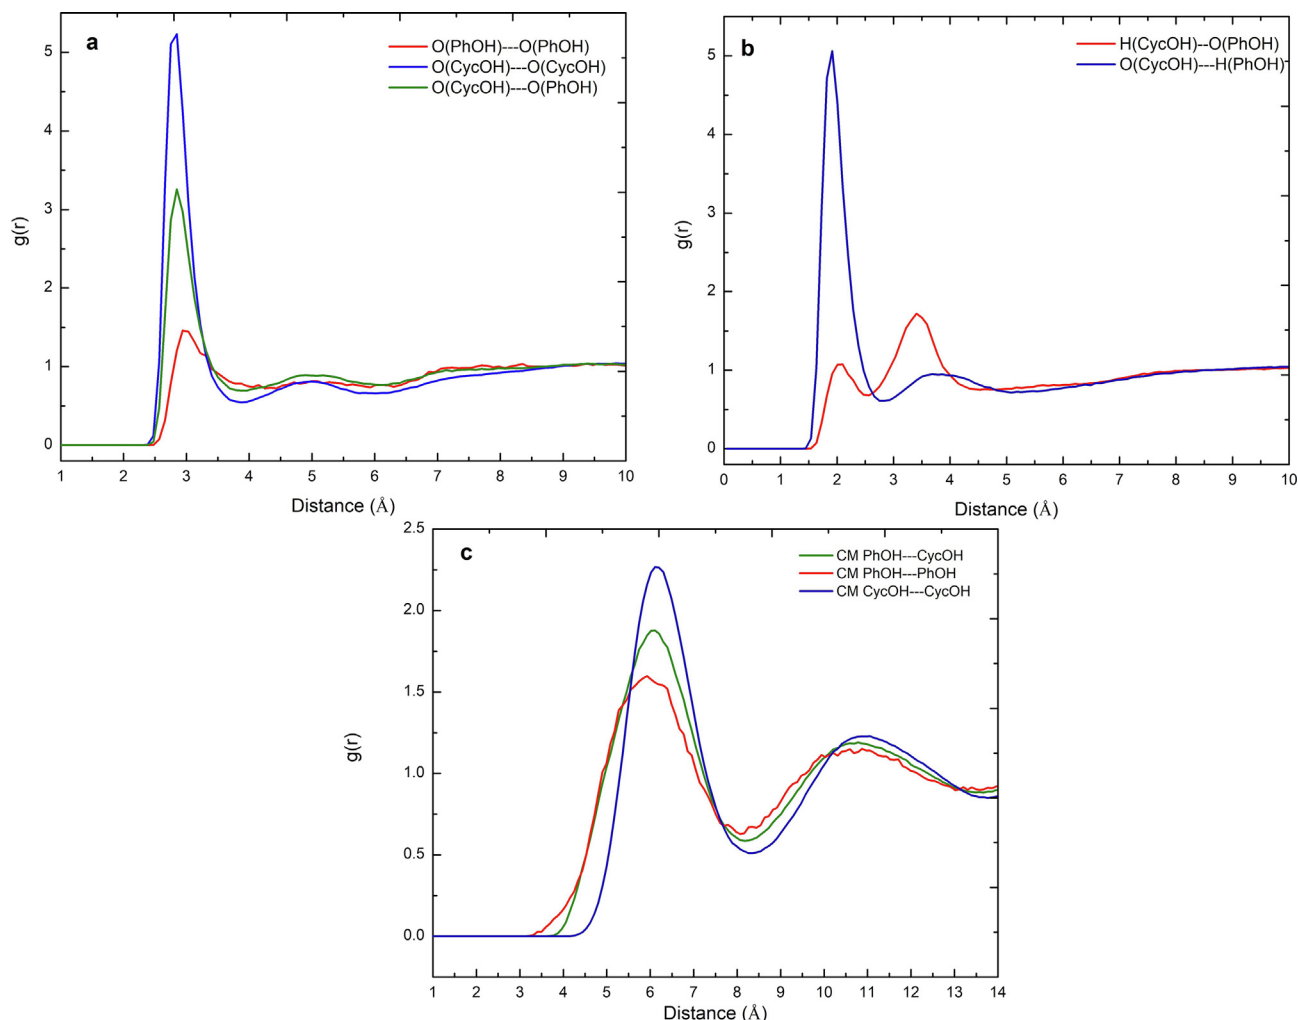 a
O(PhOH)---O(PhOH)
O(CycOH)---O(CycOH)
O(CycOH)---O(PhOH)
5
4
3
2
1
0
g(r)
1 2 3 4 5 6 7 8 9 10
Distance (Å)
b
H(CycOH)--O(PhOH)
O(CycOH)---H(PhOH)
5
4
3
2
1
0
g(r)
0 1 2 3 4 5 6 7 8 9 10
Distance (Å)
c
CM PhOH---CycOH
CM PhOH---PhOH
CM CycOH---CycOH
2.5
2.0
1.5
1.0
0.5
0.0
g(r)
1 2 3 4 5 6 7 8 9 10 11 12 13 14
Distance (Å)